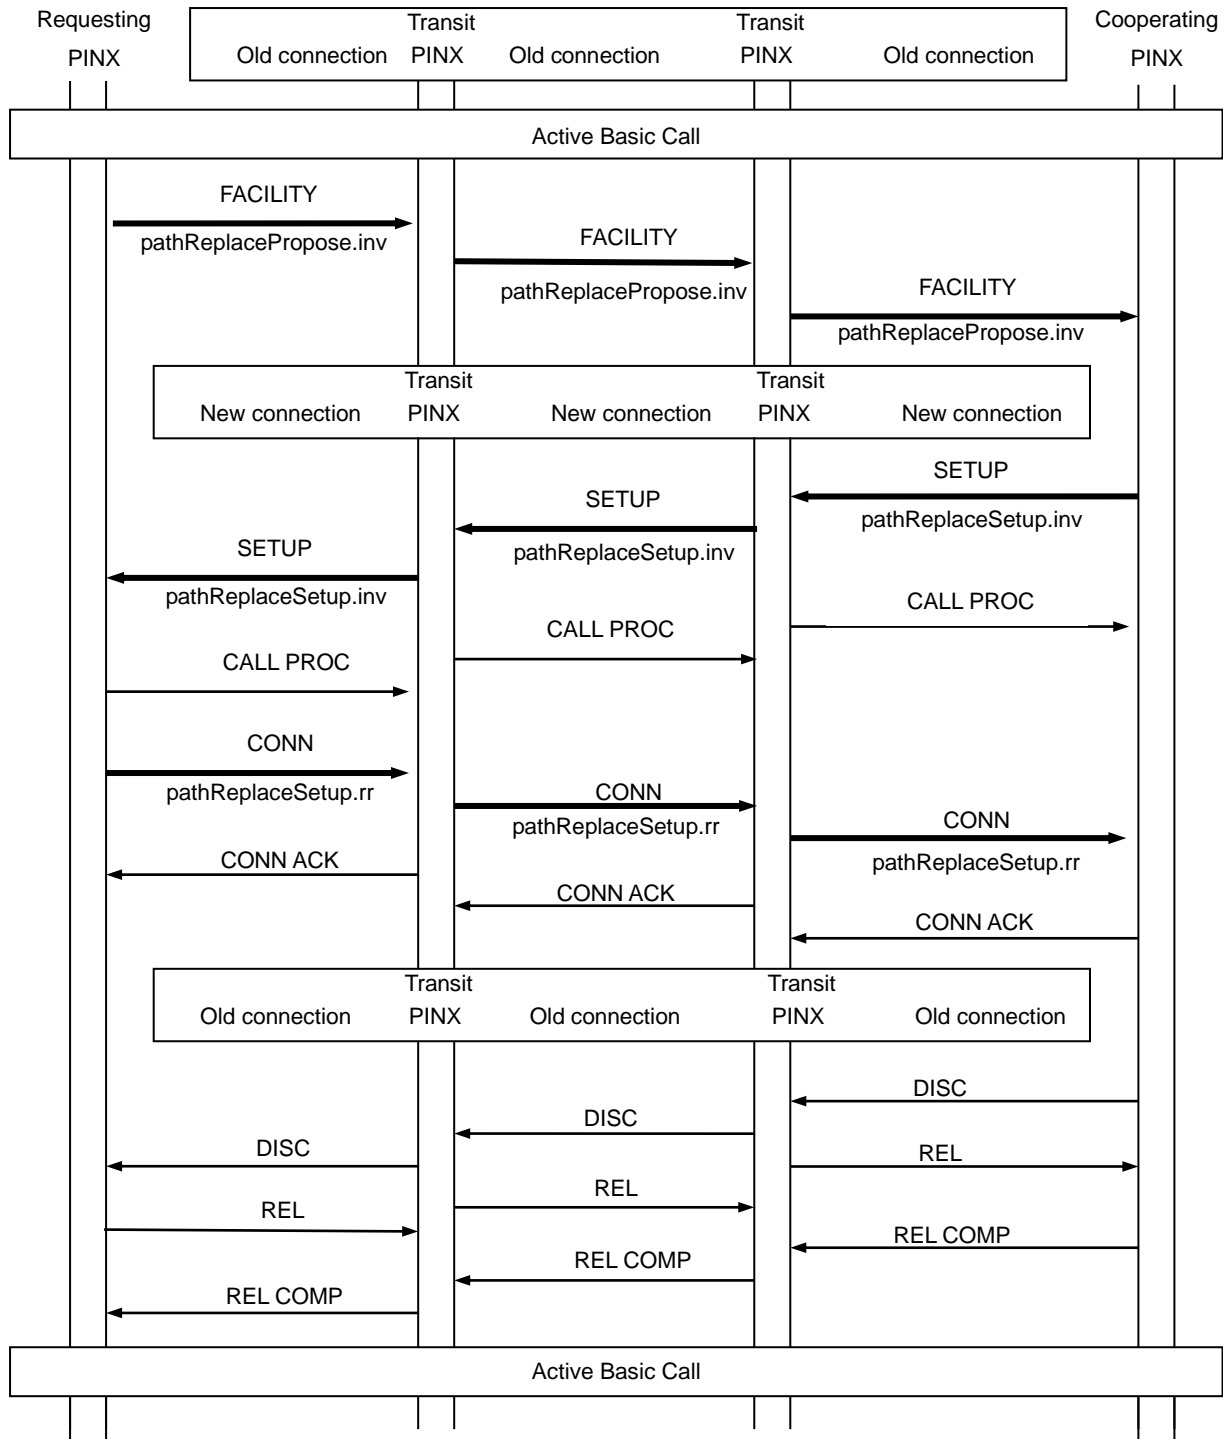 Requesting Transit Transit Cooperating
PINX Old connection PINX Old connection PINX Old connection PINX
Active Basic Call
FACILITY
pathReplacePropose.inv
FACILITY
pathReplacePropose.inv
FACILITY
pathReplacePropose.inv
Transit Transit
New connection PINX New connection PINX New connection
SETUP
pathReplaceSetup.inv
SETUP
pathReplaceSetup.inv
SETUP
pathReplaceSetup.inv
CALL PROC
CALL PROC
CALL PROC
CONN
pathReplaceSetup.rr
CONN
pathReplaceSetup.rr
CONN
pathReplaceSetup.rr
CONN ACK
CONN ACK
CONN ACK
Transit Transit
Old connection PINX Old connection PINX Old connection
DISC
DISC
DISC
REL
REL
REL
REL COMP
REL COMP
REL COMP
Active Basic Call